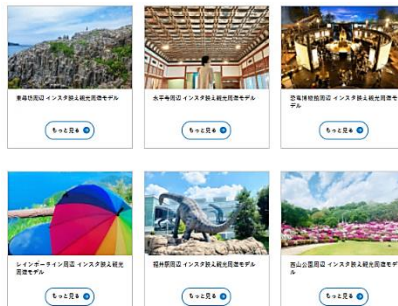 東尋坊周辺 インスタ映え観光周遊モデル
もっと見る
永平寺周辺 インスタ映え観光周遊モデル
もっと見る
恐竜博物館周辺 インスタ映え観光周遊モ
デル
もっと見る
レインボーライン周辺 インスタ映え観光
周遊モデル
もっと見る
福井駅周辺 インスタ映え観光周遊モデル
もっと見る
西山公園周辺 インスタ映え観光周遊モデ
ル
もっと見る